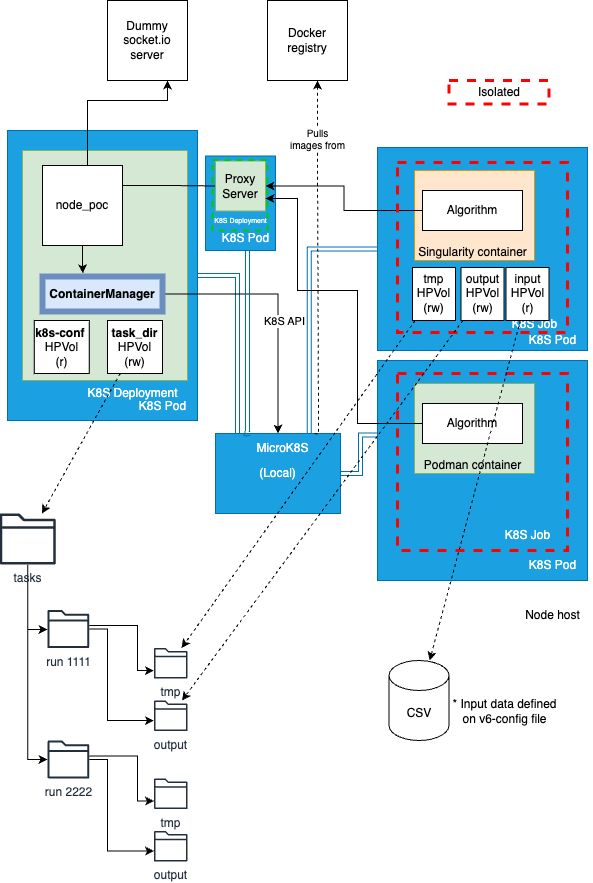 Dummy
socket.io
server
Docker
registry
Isolated
Pulls
images from
node_poc
Proxy
Server
K8S Deployment
K8S Pod
Algorithm
Singularity container
tmp
HPVol
(rw)
output
HPVol
(rw)
input
HPVol
(r)
K8S Job
K8S Pod
ContainerManager
K8S API
k8s-conf
HPVol
(r)
task_dir
HPVol
(rw)
K8S Deployment
K8S Pod
MicroK8S
(Local)
Algorithm
Podman container
K8S Job
K8S Pod
tasks
Node host
run 1111
tmp
output
CSV
* Input data defined
on v6-config file
run 2222
tmp
output